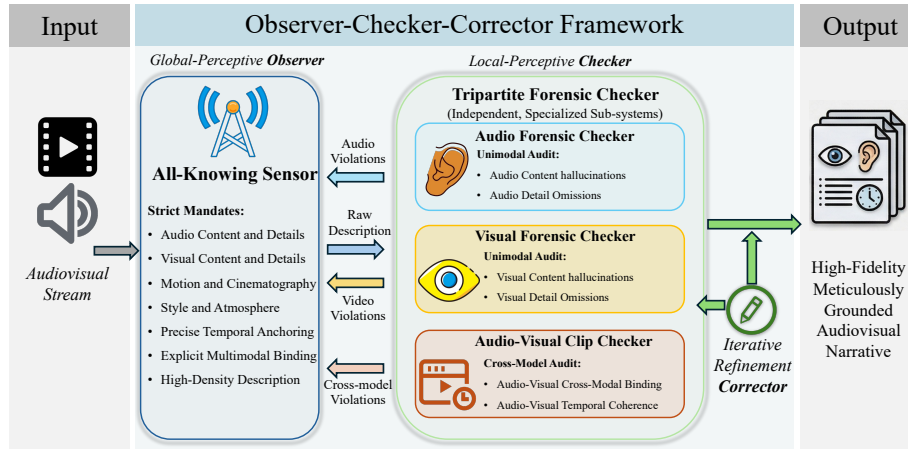 Input
Observer-Checker-Corrector Framework
Output
Global-Perceptive Observer
Local-Perceptive Checker
Audiovisual
Stream
All-Knowing Sensor
Strict Mandates:
• Audio Content and Details
• Visual Content and Details
• Motion and Cinematography
• Style and Atmosphere
• Precise Temporal Anchoring
• Explicit Multimodal Binding
• High-Density Description
Audio
Violations
Raw
Description
Video
Violations
Cross-model
Violations
Tripartite Forensic Checker
(Independent, Specialized Sub-systems)
Audio Forensic Checker
Unimodal Audit:
• Audio Content hallucinations
• Audio Detail Omissions
Visual Forensic Checker
Unimodal Audit:
• Visual Content hallucinations
• Visual Detail Omissions
Audio-Visual Clip Checker
Cross-Model Audit:
• Audio-Visual Cross-Modal Binding
• Audio-Visual Temporal Coherence
Iterative
Refinement
Corrector
High-Fidelity
Meticulously
Grounded
Audiovisual
Narrative